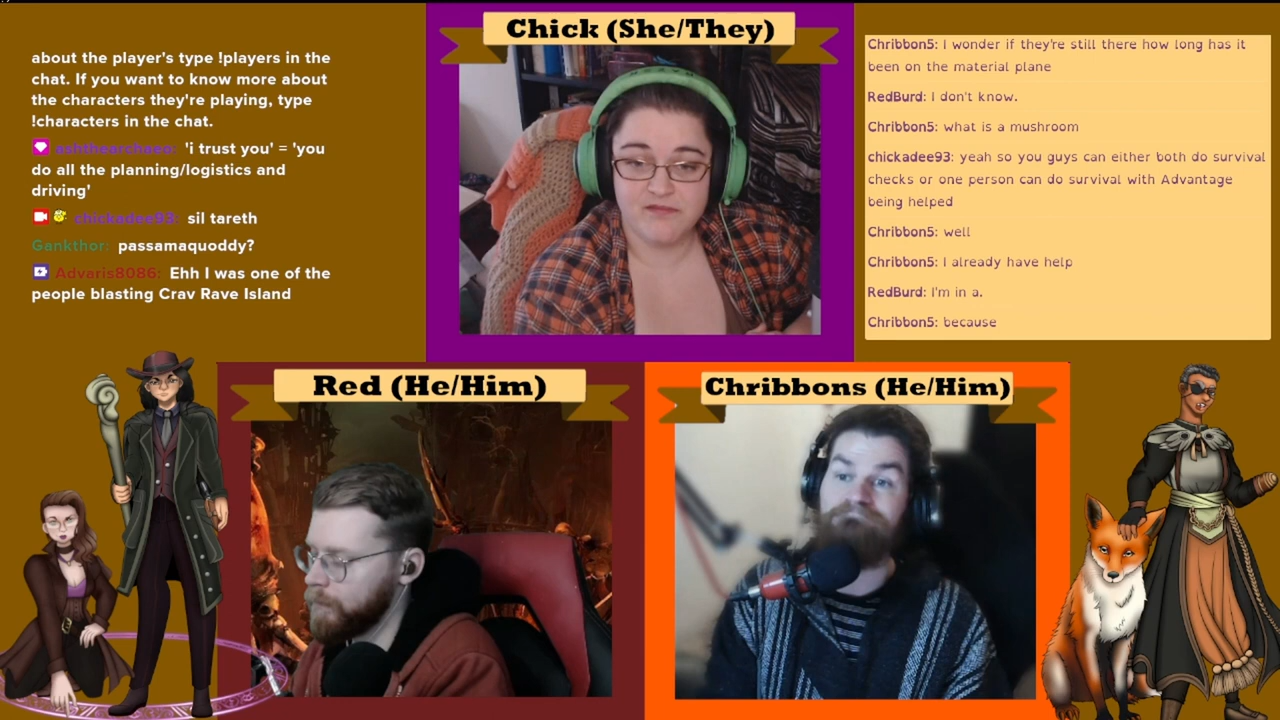 about the player's type !players in the
chat. If you want to know more about
the characters they're playing, type
!characters in the chat.
ashthearchaeo: 'i trust you' = 'you
do all the planning/logistics and
driving'
chickadee93: sil tareth
Gankthor: passamaquoddy?
Advaris8086: Ehh I was one of the
people blasting Crav Rave Island
Chick (She/They)
Chribbon5: I wonder if they're still there how long has it
been on the material plane
RedBurd: I don't know.
Chribbon5: what is a mushroom
chickadee93: yeah so you guys can either both do survival
checks or one person can do survival with Advantage
being helped
Chribbon5: well
Chribbon5: I already have help
RedBurd: I'm in a.
Chribbon5: because
Red (He/Him)
Chribbons (He/Him)